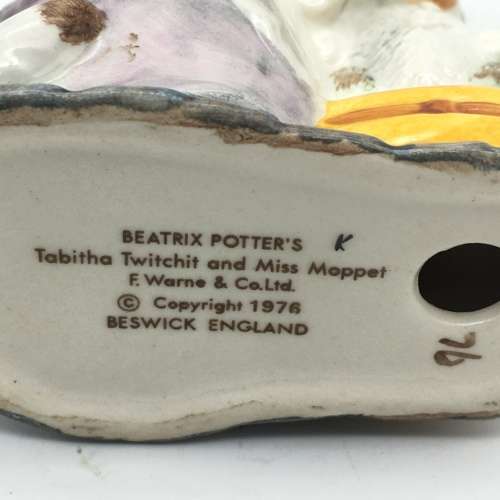 BEATRIX POTTER'S K
Tabitha Twitchit and Miss Moppet
F. Warne & Co. Ltd.
© Copyright 1976
BESWICK ENGLAND